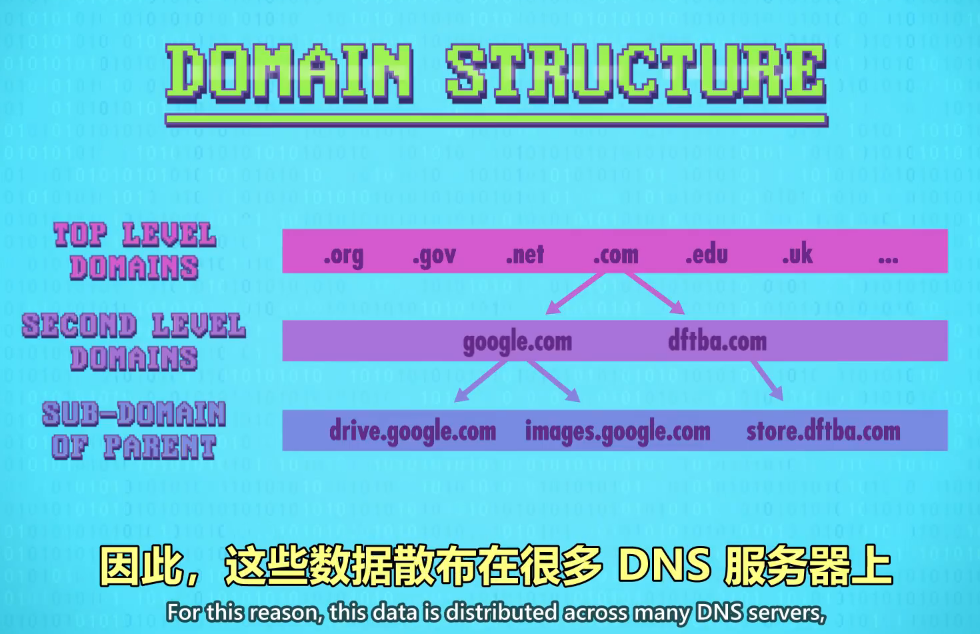 DOMAIN STRUCTURE
TOP LEVEL
DOMAINS
.org .gov .net .com .edu .uk ...
SECOND LEVEL
DOMAINS
google.com dftba.com
SUB-DOMAIN
OF PARENT
drive.google.com images.google.com store.dftba.com
因此，这些数据散布在很多 DNS 服务器上
For this reason, this data is distributed across many DNS servers,